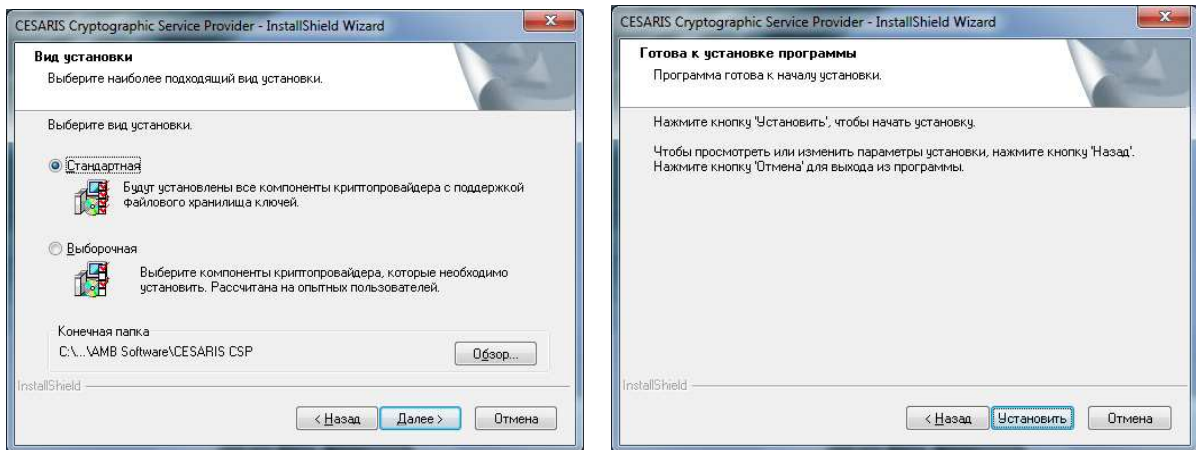 CESARIS Cryptographic Service Provider - InstallShield Wizard
Вид установки
Выберите наиболее подходящий вид установки.
Выберите вид установки.
Стандартная
Будут установлены все компоненты криптопровайдера с поддержкой
файлового хранилища ключей.
Выборочная
Выберите компоненты криптопровайдера, которые необходимо
установить. Рассчитана на опытных пользователей.
Конечная папка
C:\...\AMB Software\CESARIS CSP
Обзор...
InstallShield
< Назад
Далее >
Отмена
CESARIS Cryptographic Service Provider - InstallShield Wizard
Готова к установке программы
Программа готова к началу установки.
Нажмите кнопку 'Установить', чтобы начать установку.
Чтобы просмотреть или изменить параметры установки, нажмите кнопку 'Назад'.
Нажмите кнопку 'Отмена' для выхода из программы.
InstallShield
< Назад
Установить
Отмена